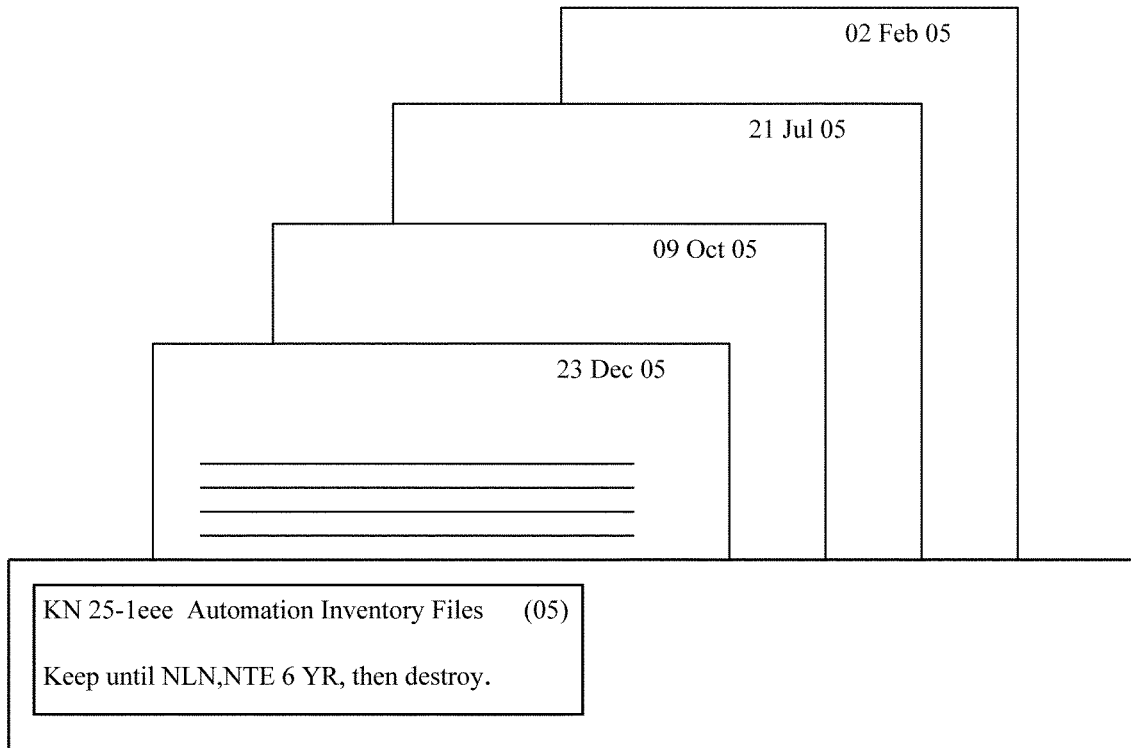 02 Feb 05
21 Jul 05
09 Oct 05
23 Dec 05
KN 25-1eee Automation Inventory Files (05)
Keep until NLN,NTE 6 YR, then destroy.